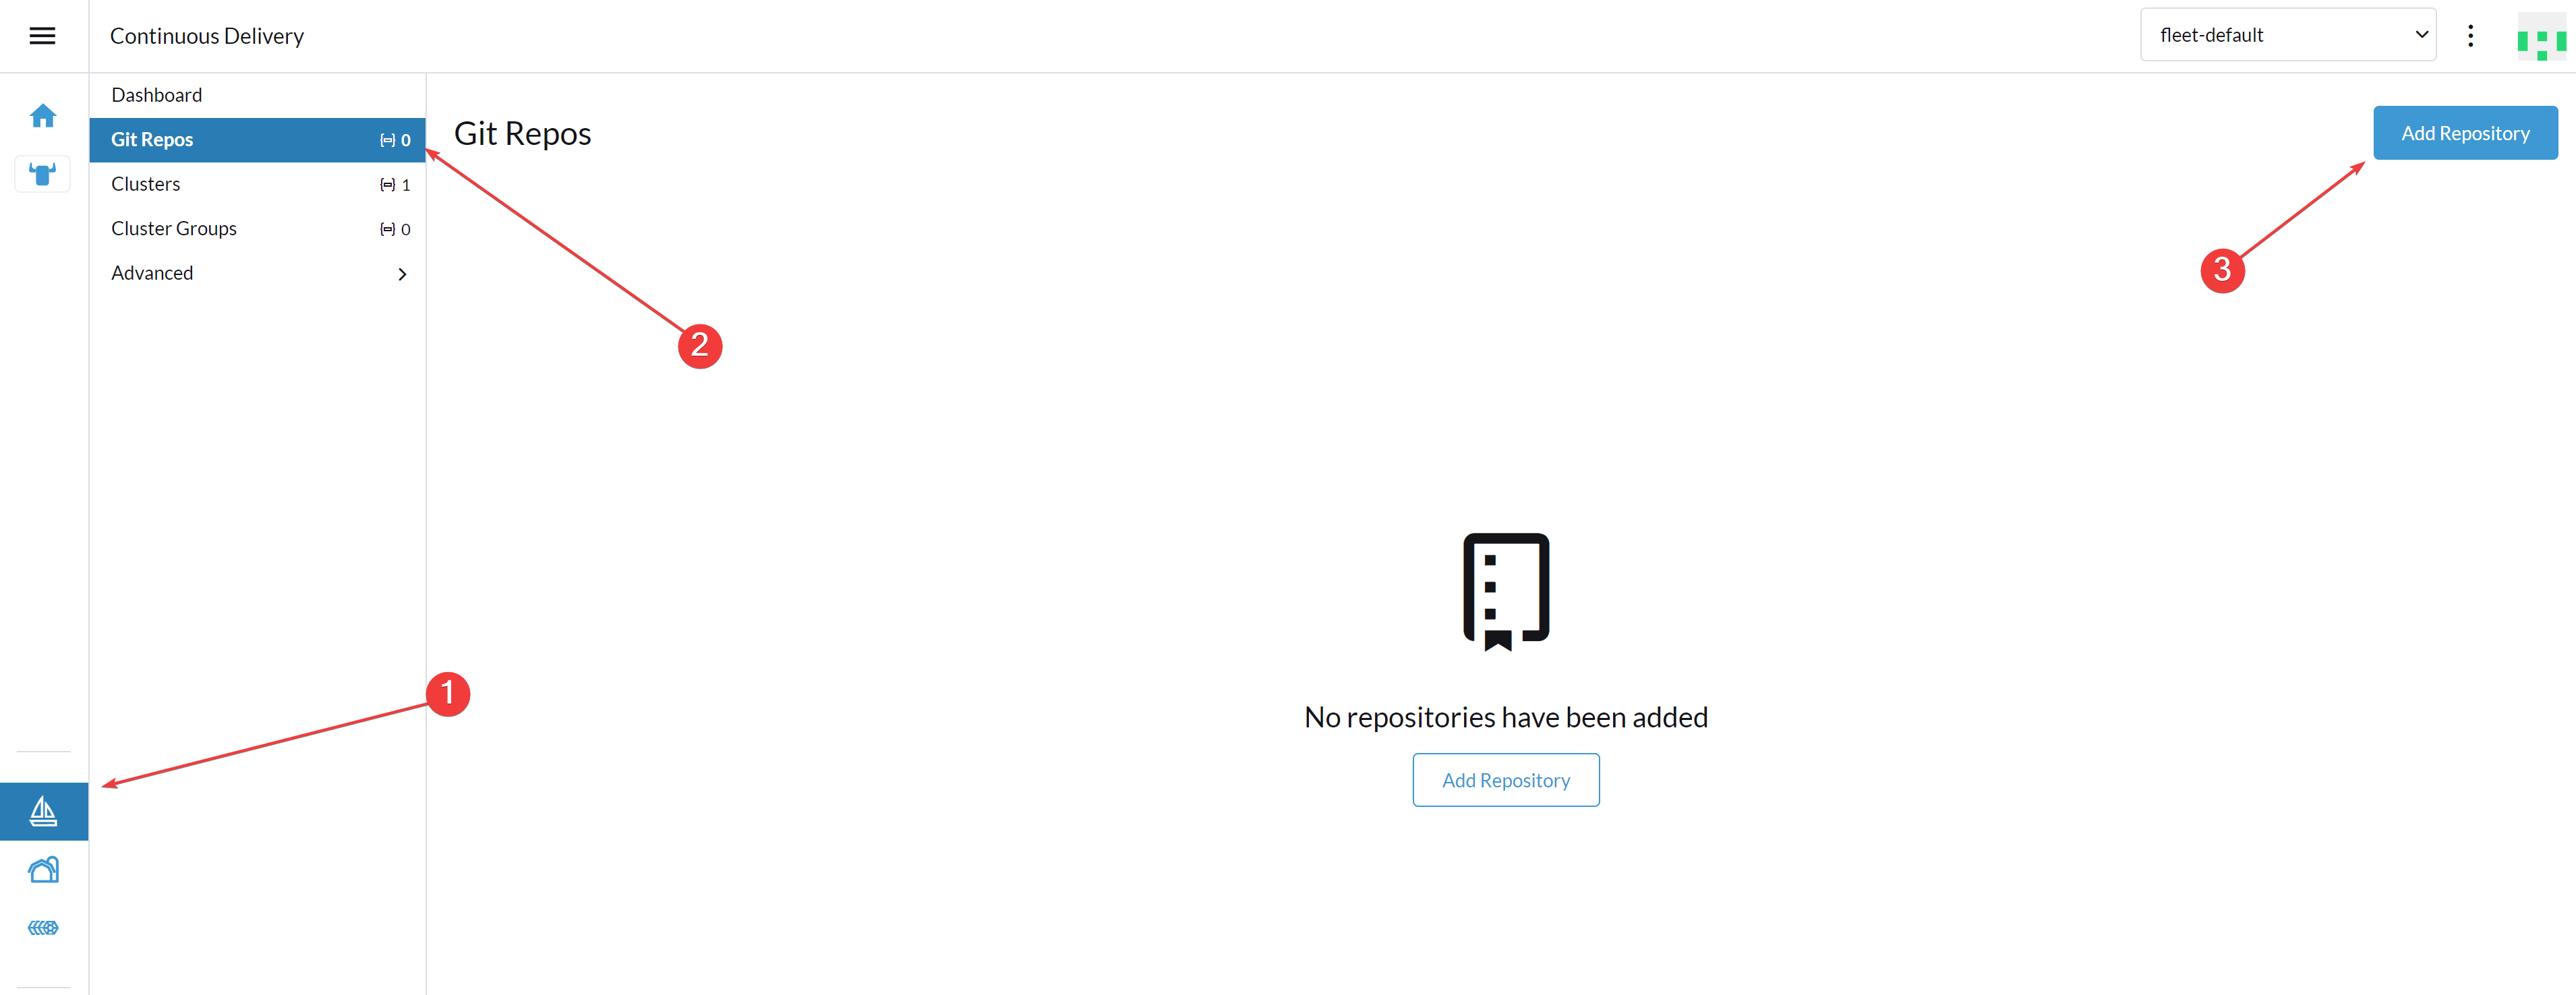 Continuous Delivery
fleet-default
Dashboard
Git Repos 0
Clusters 1
Cluster Groups 0
Advanced
Git Repos
Add Repository
2
3
1
No repositories have been added
Add Repository